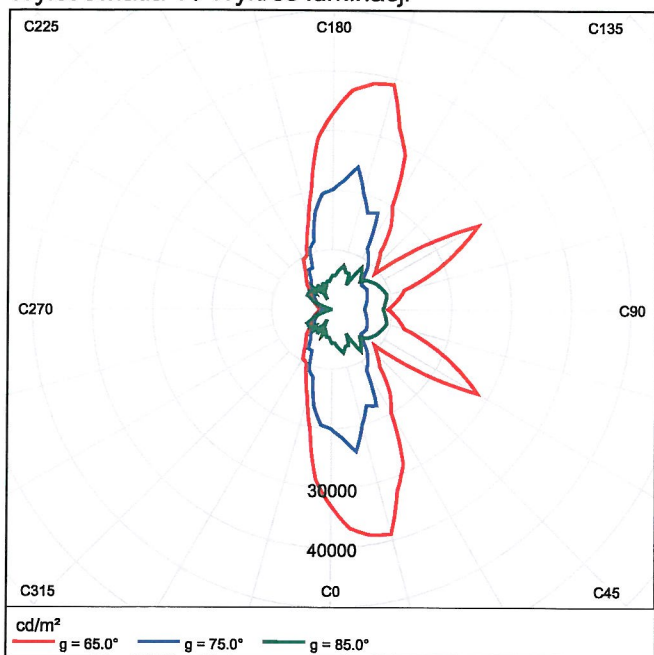 C225
C180
C135
C270
C90
30000
40000
C315
C0
C45
cd/m²
g = 65.0°
g = 75.0°
g = 85.0°